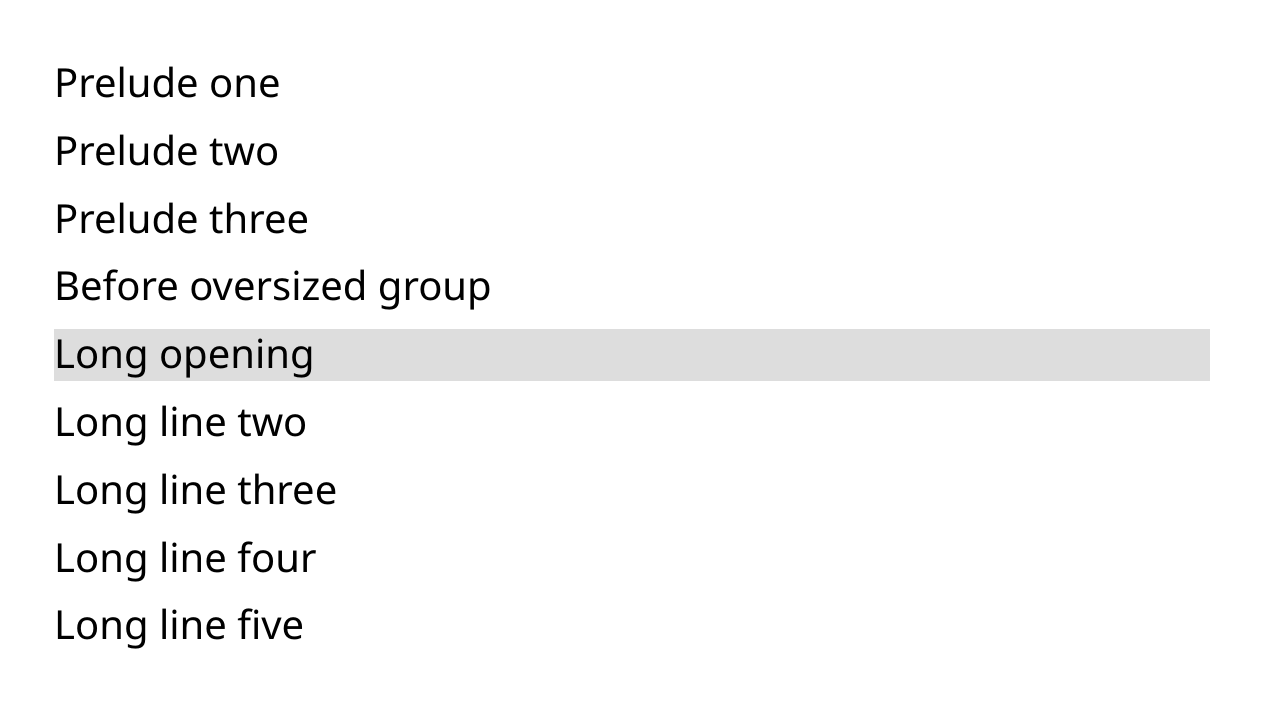 Prelude one
Prelude two
Prelude three
Before oversized group
Long opening
Long line two
Long line three
Long line four
Long line five